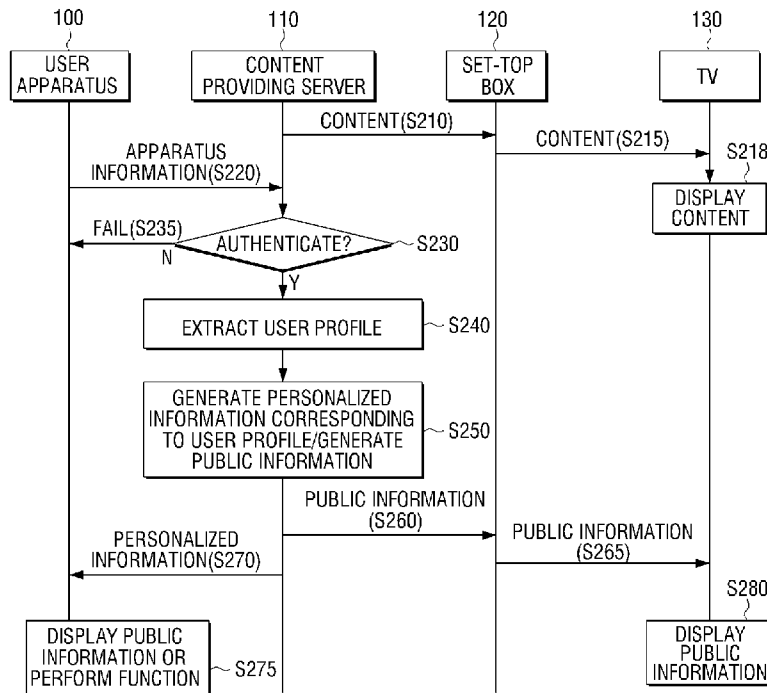 100
110
120
130
USER
APPARATUS
CONTENT
PROVIDING SERVER
SET-TOP
BOX
TV
CONTENT(S210)
CONTENT(S215)
S218
APPARATUS
INFORMATION(S220)
DISPLAY
CONTENT
FAIL(S235)
N
AUTHENTICATE?
S230
Y
EXTRACT USER PROFILE
S240
GENERATE PERSONALIZED
INFORMATION CORRESPONDING
TO USER PROFILE/GENERATE
PUBLIC INFORMATION
S250
PUBLIC INFORMATION
(S260)
PUBLIC INFORMATION
(S265)
PERSONALIZED
INFORMATION(S270)
S280
DISPLAY PUBLIC
INFORMATION OR
PERFORM FUNCTION
S275
DISPLAY
PUBLIC
INFORMATION